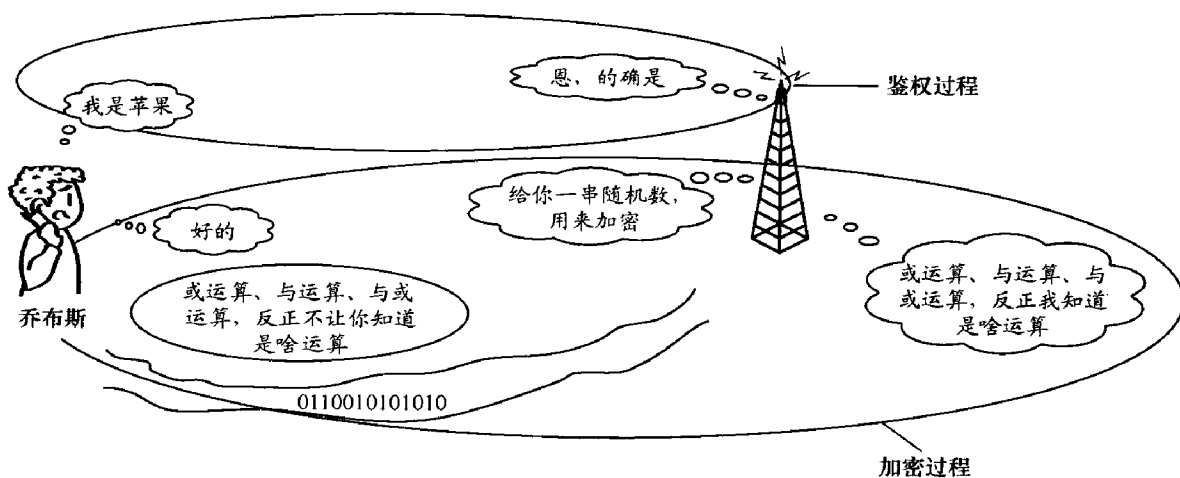 恩，的确是
鉴权过程
我是苹果
给你一串随机数，
用来加密
好的
或运算、与运算、与
或运算，反正我知道
是啥运算
或运算、与运算、与或
运算，反正不让你知道
是啥运算
乔布斯
0110010101010
加密过程